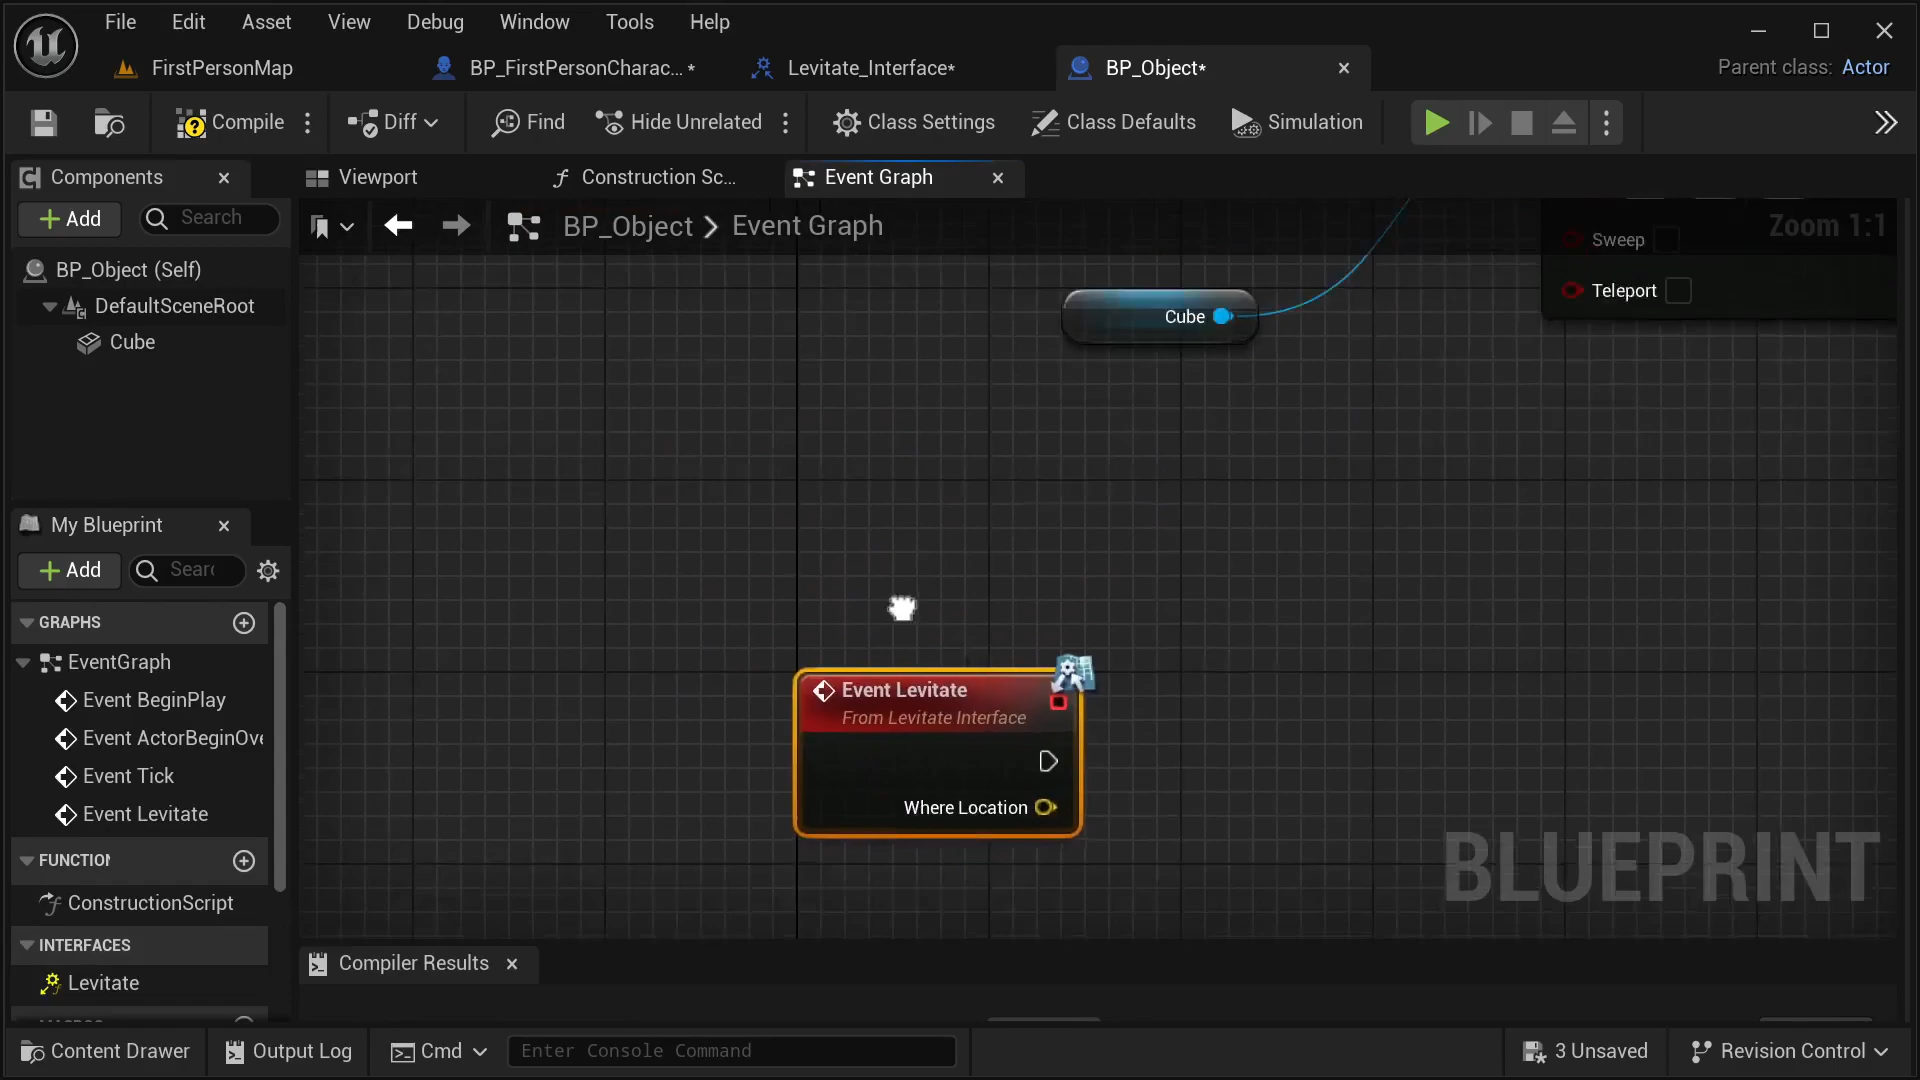 File Edit Asset View Debug Window Tools Help
FirstPersonMap BP_FirstPersonCharac...* Levitate_Interface* BP_Object* Parent class: Actor
Compile Diff Find Hide Unrelated Class Settings Class Defaults Simulation
Components Viewport Construction Sc... Event Graph
Add Search BP_Object > Event Graph Zoom 1:1
Sweep
BP_Object (Self)
Teleport
DefaultSceneRoot
Cube
Cube
My Blueprint
Add Sear
GRAPHS
EventGraph
Event BeginPlay
Event ActorBeginOve
Event Tick
Event Levitate
Event Levitate
From Levitate Interface
Where Location
BLUEPRINT
FUNCTION
ConstructionScript
INTERFACES
Levitate
Compiler Results
Content Drawer Output Log Cmd Enter Console Command 3 Unsaved Revision Control